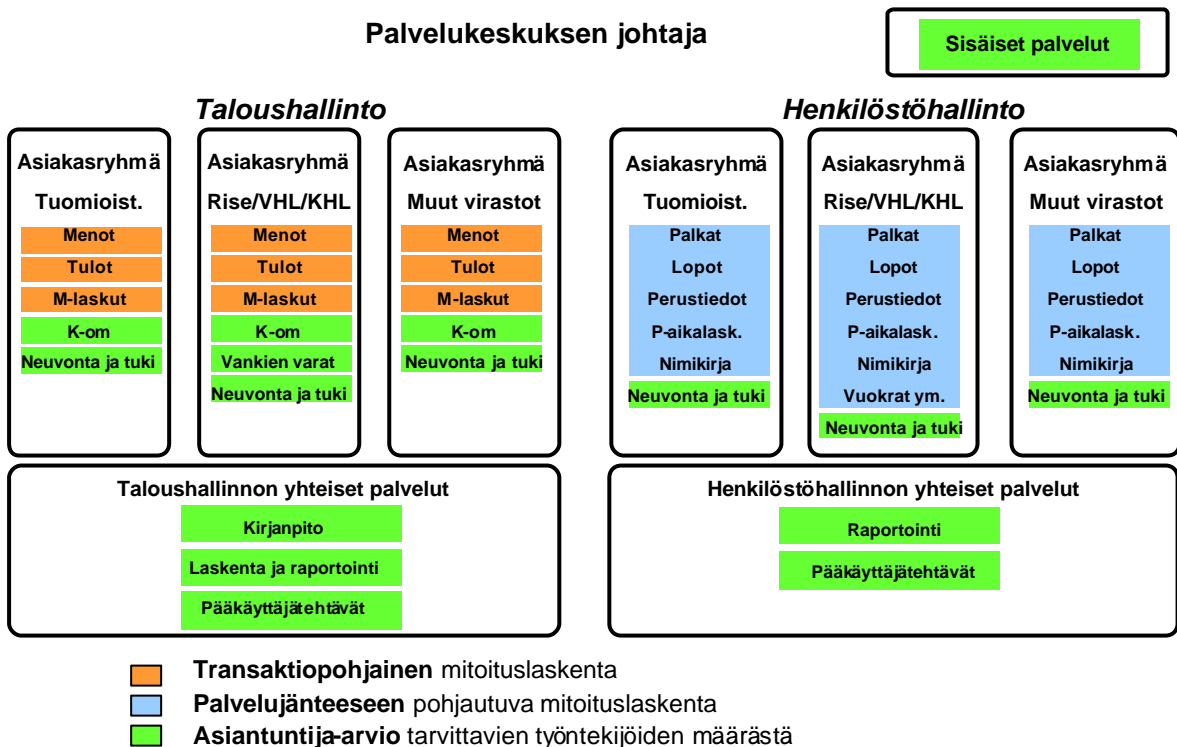 Palvelukeskuksen johtaja
Sisäiset palvelut
Taloushallinto
Asiakasryhmä
Tuomioist.
Menot
Tulot
M-laskut
K-om
Neuvonta ja tuki
Asiakasryhmä
Rise/VHL/KHL
Menot
Tulot
M-laskut
K-om
Vankien varat
Neuvonta ja tuki
Asiakasryhmä
Muut virastot
Menot
Tulot
M-laskut
K-om
Neuvonta ja tuki
Taloushallinnon yhteiset palvelut
Kirjanpito
Laskenta ja raportointi
Pääkäyttäjätehtävät
Henkilöstöhallinto
Asiakasryhmä
Tuomioist.
Palkat
Lopot
Perustiedot
P-aikalask.
Nimikirja
Neuvonta ja tuki
Asiakasryhmä
Rise/VHL/KHL
Palkat
Lopot
Perustiedot
P-aikalask.
Nimikirja
Vuokrat ym.
Neuvonta ja tuki
Asiakasryhmä
Muut virastot
Palkat
Lopot
Perustiedot
P-aikalask.
Nimikirja
Neuvonta ja tuki
Henkilöstöhallinnon yhteiset palvelut
Raportointi
Pääkäyttäjätehtävät
Transaktiopohjainen mitoituslaskenta
Palvelujänteeseen pohjautuva mitoituslaskenta
Asiantuntija-arvio tarvittavien työntekijöiden määrästä